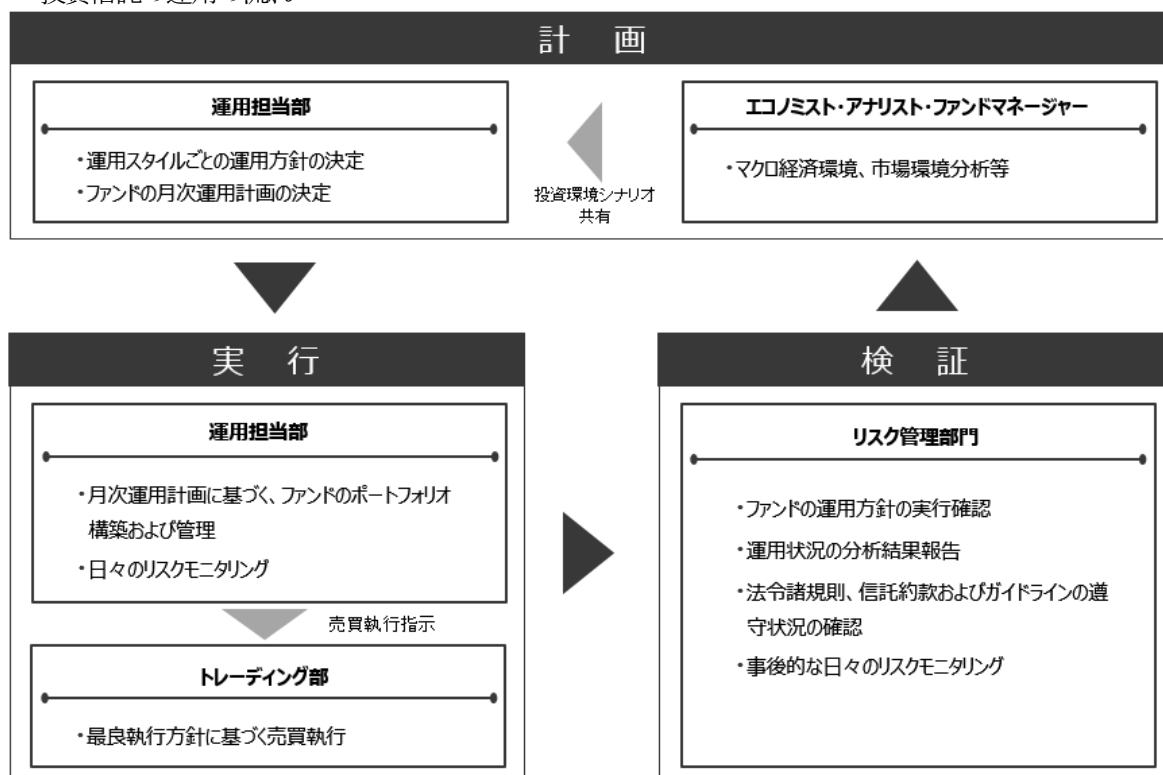 計 画
運用担当部
・運用スタイルごとの運用方針の決定
・ファンドの月次運用計画の決定
投資環境シナリオ
共有
エコノミスト・アナリスト・ファンドマネージャー
・マクロ経済環境、市場環境分析等
実 行
運用担当部
・月次運用計画に基づく、ファンドのポートフォリオ
構築および管理
・日々のリスクモニタリング
売買執行指示
トレーディング部
・最良執行方針に基づく売買執行
検 証
リスク管理部門
・ファンドの運用方針の実行確認
・運用状況の分析結果報告
・法令諸規則、信託約款およびガイドラインの遵
守状況の確認
・事後的な日々のリスクモニタリング